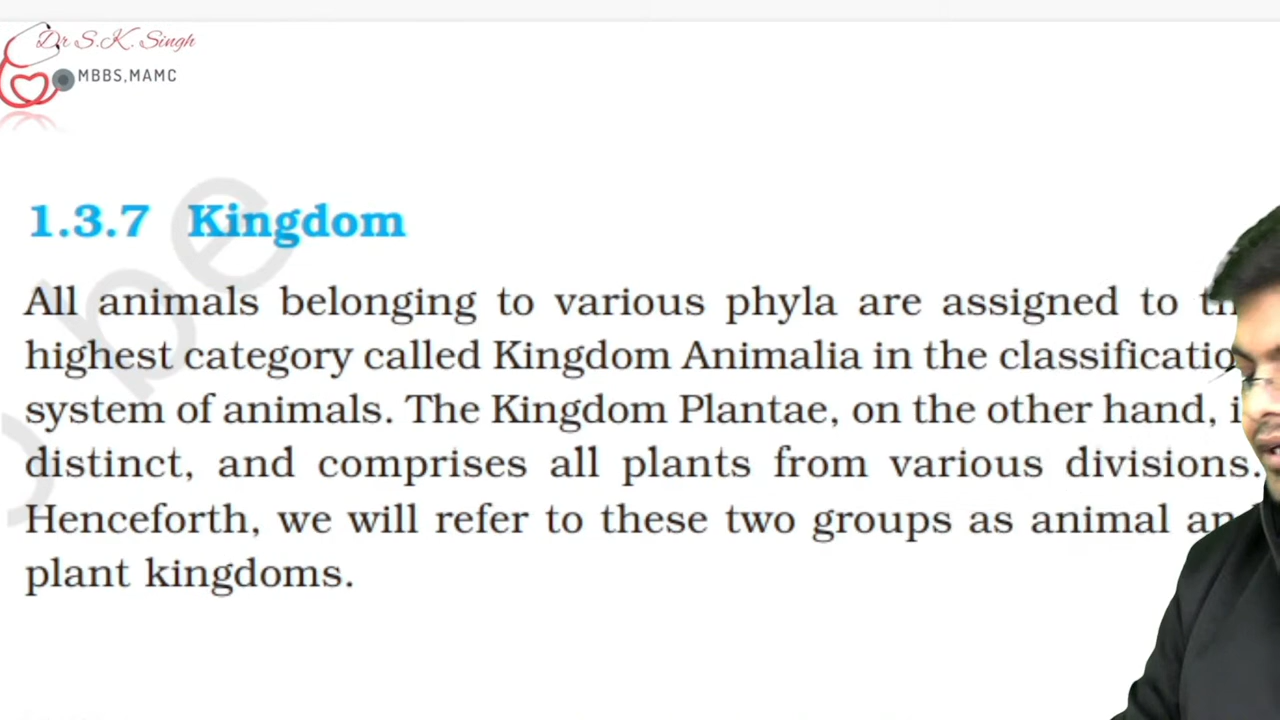 Dr S.K. Singh
MBBS,MAMC
1.3.7 Kingdom
All animals belonging to various phyla are assigned to
highest category called Kingdom Animalia in the
system of animals. The Kingdom Plantae, on the other hand,
distinct, and comprises all plants from various divisions.
Henceforth, we will refer to these two groups as animal
plant kingdoms.
be